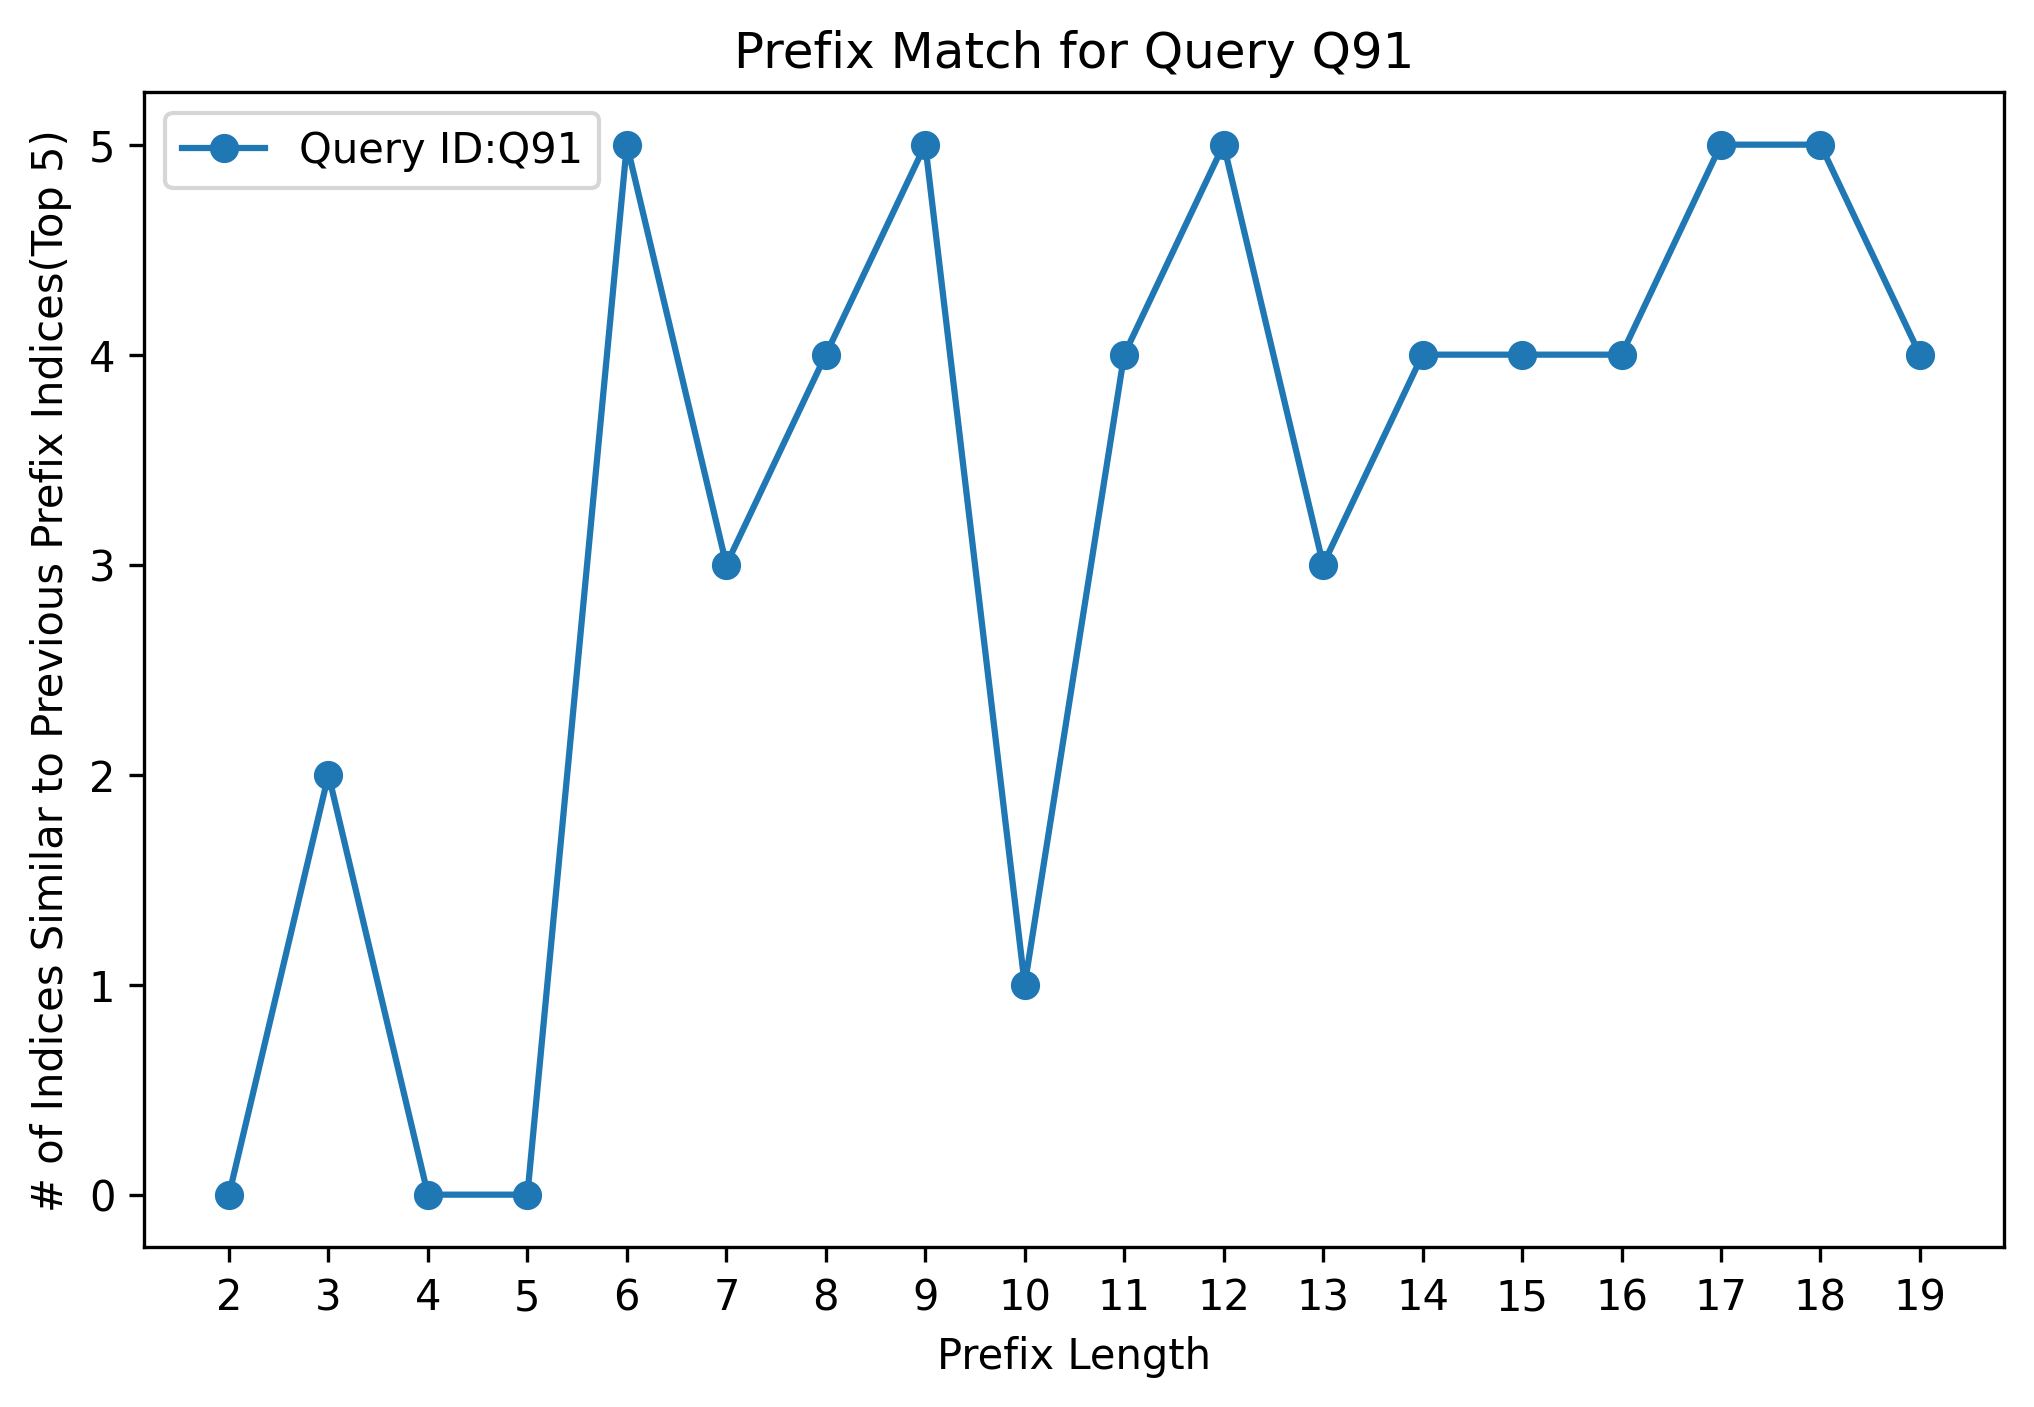 Prefix Match for Query Q91
Query ID:Q91
# of Indices Similar to Previous Prefix Indices(Top 5)
5
4
3
2
1
0
2 3 4 5 6 7 8 9 10 11 12 13 14 15 16 17 18 19
Prefix Length